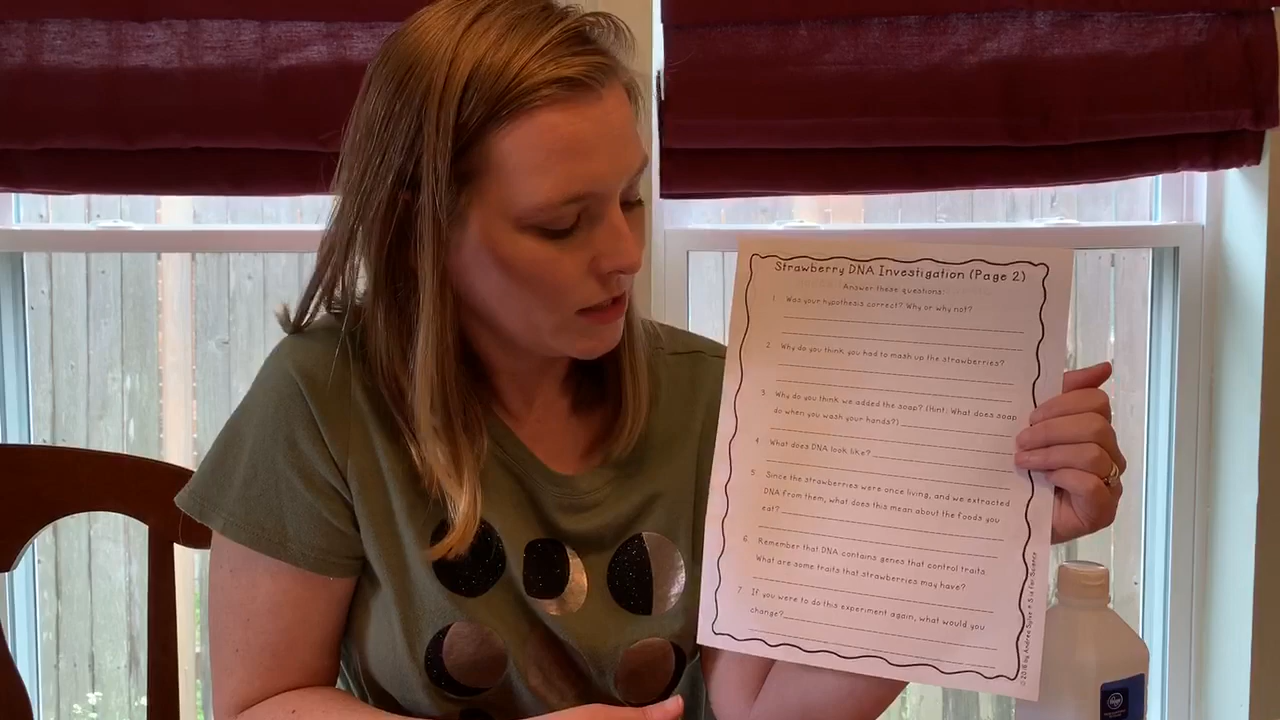 Strawberry DNA Investigation (Page 2)
Answer these questions:
1. Was your hypothesis correct? Why or why not?
2. Why do you think you had to mash up the strawberries?
3. Why do you think we added the soap? (Hint: What does soap
do when you wash your hands?)
4. What does DNA look like?
5. Since the strawberries were once living, and we extracted
DNA from them, what does this mean about the foods you
eat?
6. Remember that DNA contains genes that control traits.
What are some traits that strawberries may have?
7. If you were to do this experiment again, what would you
change?
Kroger